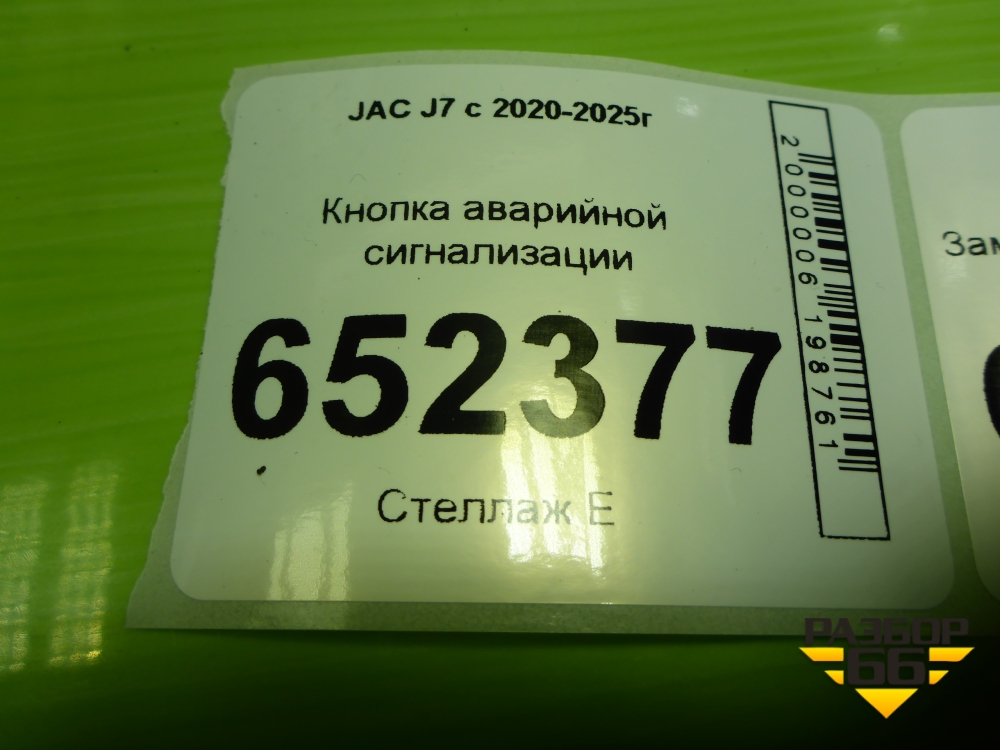 JAC J7 с 2020-2025г
Кнопка аварийной
сигнализации
652377
Стеллаж Е
2000006198761
Зам
РАЗБОР
66